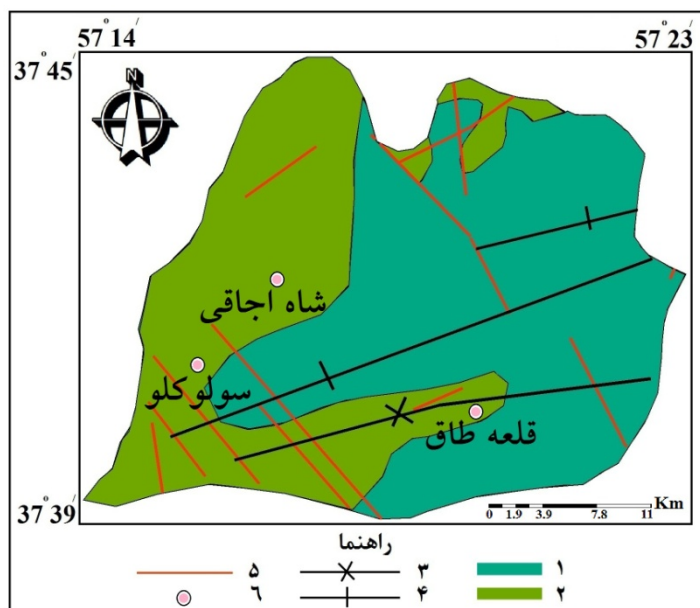 57° 14′
57° 23′
37° 45′
N
شاه اجاقی
سولوکلو
قلعه طاق
37° 39′
Km
0 1.9 3.9 7.8 11
راهنما
۵ ۳ ۱
۶ ۴ ۲